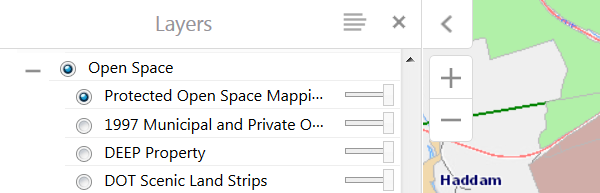 Layers
Open Space
Protected Open Space Mappi...
1997 Municipal and Private O...
DEEP Property
DOT Scenic Land Strips
Haddam